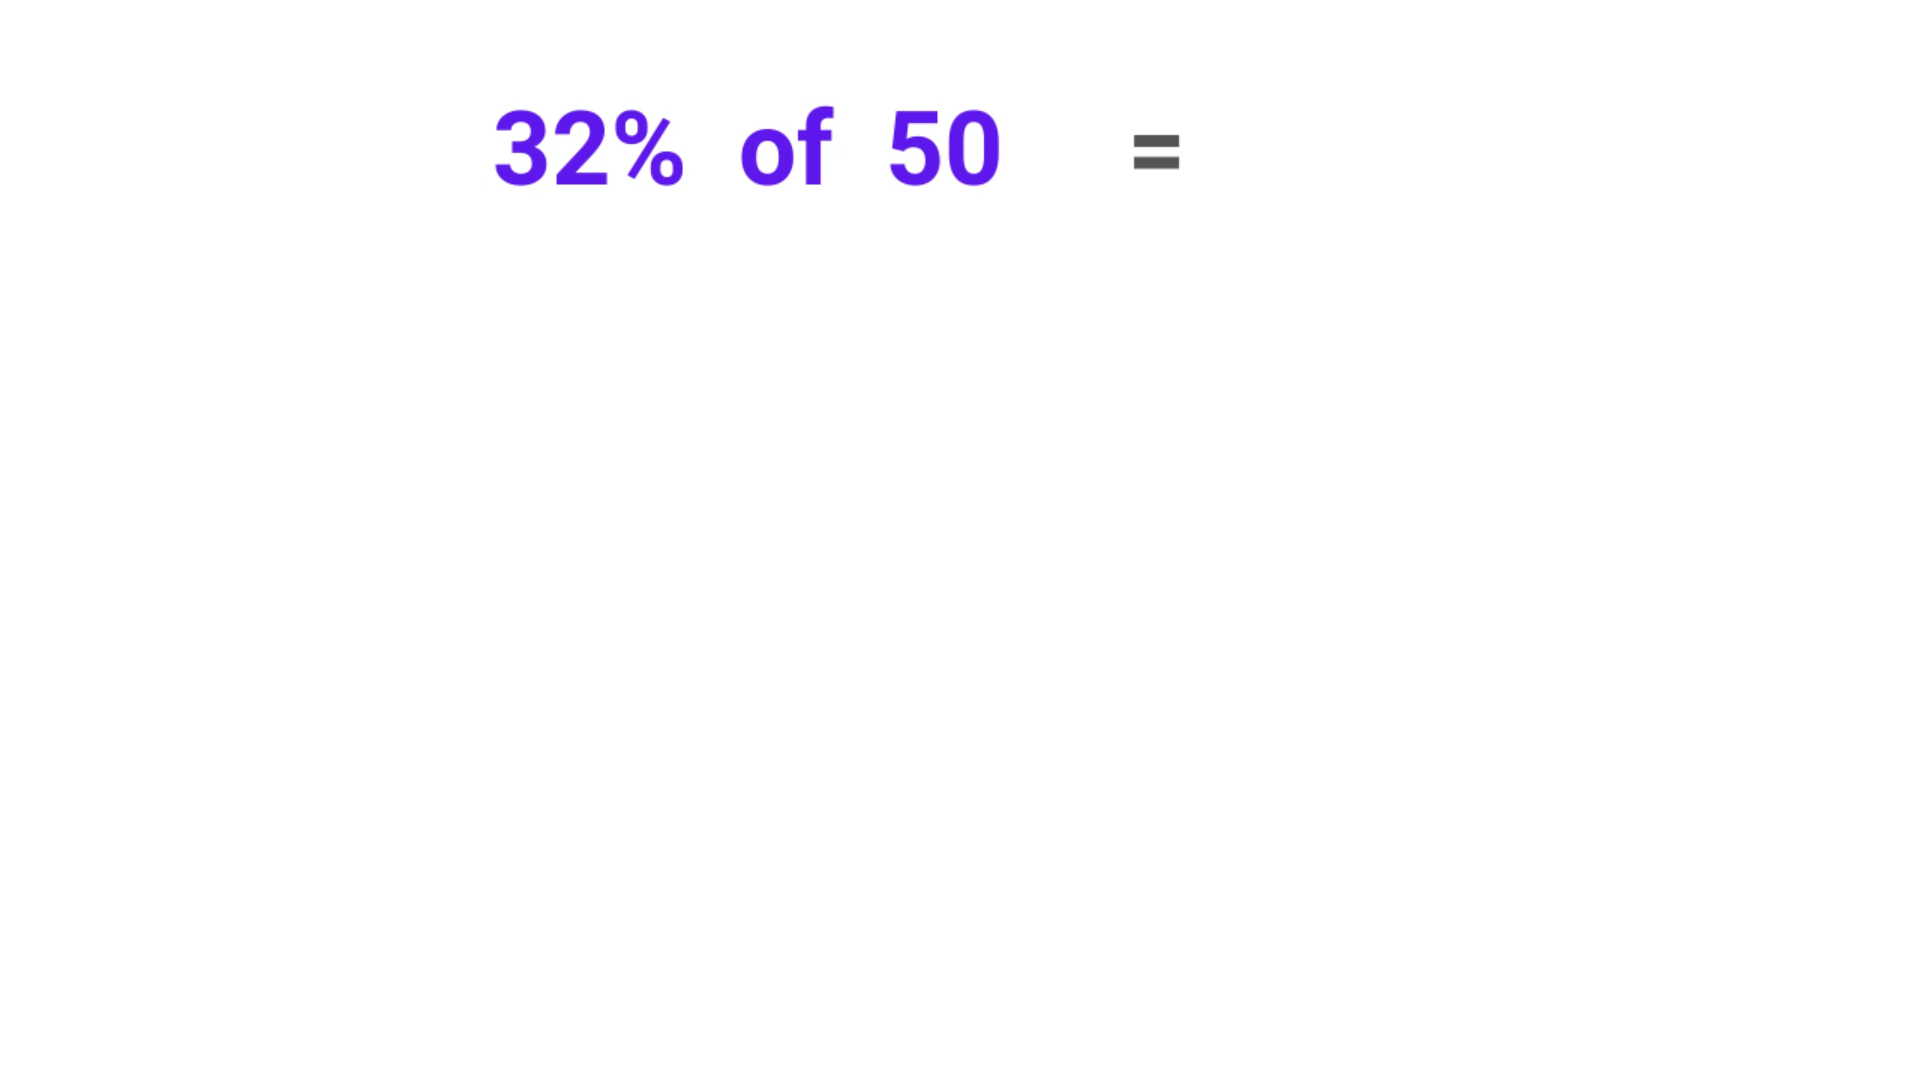 32% of 50 =